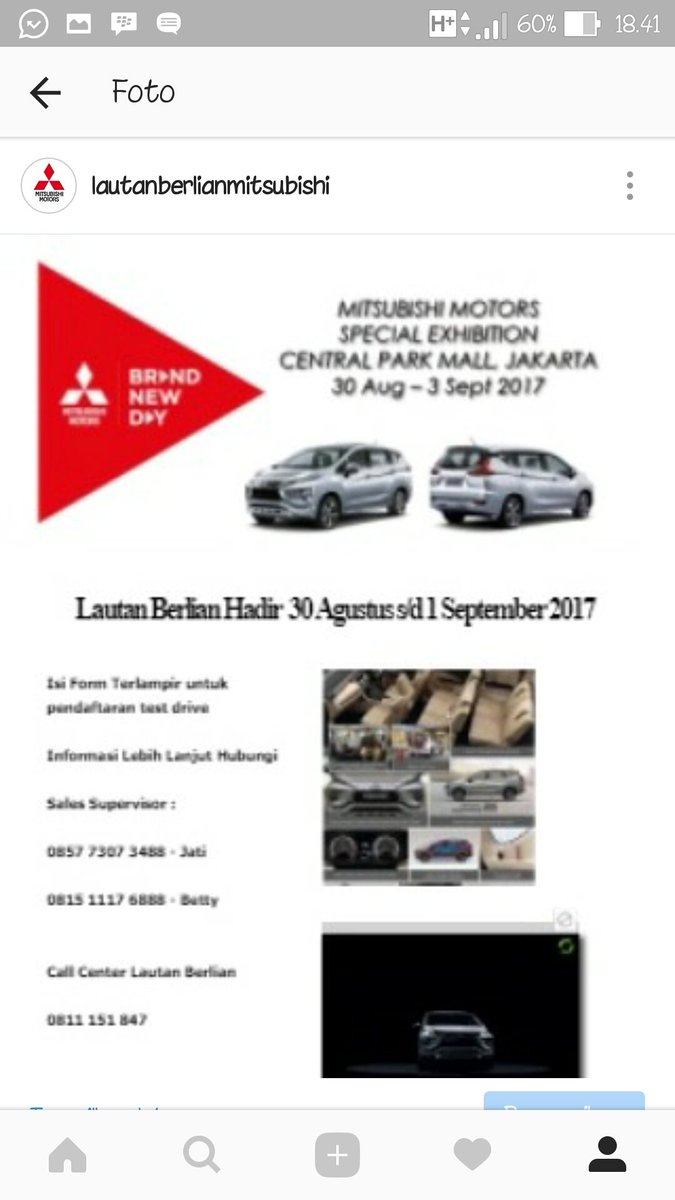 H+ 60% 18.41
Foto
lautanberlianmitsubishi
MITSUBISHI MOTORS
SPECIAL EXHIBITION
CENTRAL PARK MALL, JAKARTA
30 Aug – 3 Sept 2017
BRAND
NEW
DAY
MITSUBISHI
MOTORS
Lautan Berlian Hadir 30 Agustus s/d 1 September 2017
Isi Form Terlampir untuk
pendaftaran test drive
Informasi Lebih Lanjut Hubungi
Sales Supervisor :
0857 7307 3488 - Jati
0815 1117 6888 - Betty
Call Center Lautan Berlian
0811 151 847